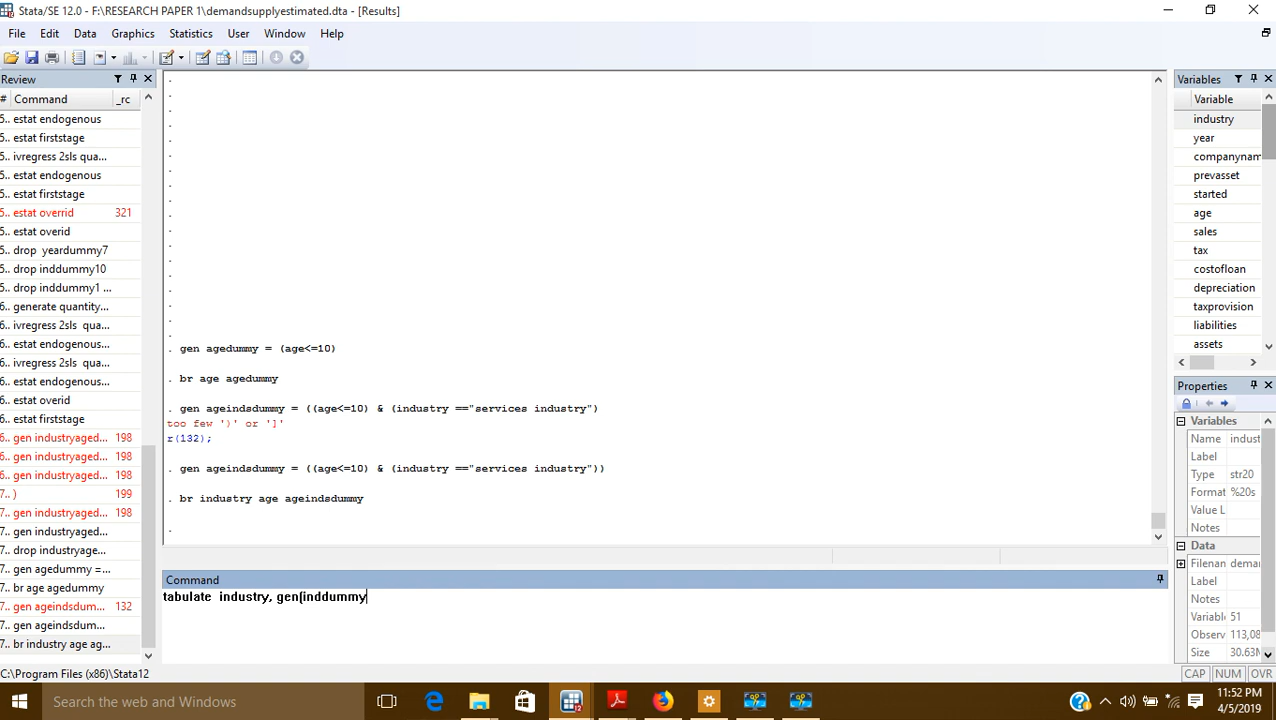 Stata/SE 12.0 - F:\RESEARCH PAPER 1\demandsupplyestimated.dta - [Results]
File Edit Data Graphics Statistics User Window Help
Review
# Command _rc
5.. estat endogenous
5.. estat firststage
5.. ivregress 2sls qua...
5.. estat endogenous
5.. estat firststage
5.. estat overrid 321
5.. estat overid
5.. drop yeardummy7
5.. drop inddummy10
5.. drop inddummy1 ...
6.. generate quantity...
6.. ivregress 2sls qua...
6.. estat endogenous...
6.. ivregress 2sls qua...
6.. estat endogenous...
6.. estat overid
6.. estat firststage
6.. gen industryaged... 198
6.. gen industryaged... 198
6.. gen industryaged... 198
7.. ) 199
7.. gen industryaged... 198
7.. gen industryaged...
7.. drop industryage...
7.. gen agedummy =...
7.. br age agedummy
7.. gen ageindsdum... 132
7.. gen ageindsdum...
7.. br industry age ag...
. gen agedummy = (age<=10)
. br age agedummy
. gen ageindsdummy = ((age<=10) & (industry =="services industry")
too few ')' or ']'
r(132);
. gen ageindsdummy = ((age<=10) & (industry =="services industry"))
. br industry age ageindsdummy
.
Command
tabulate industry, gen(inddummy
Variables
Variable
industry
year
companynam
prevasset
started
age
sales
tax
costofloan
depreciation
taxprovision
liabilities
assets
Properties
Variables
Name indust
Label
Type str20
Format %20s
Value L
Notes
Data
Filenam demai
Label
Notes
Variable 51
Observ 113,08
Size 30.63M
C:\Program Files (x86)\Stata12
CAP NUM OVR
Search the web and Windows
11:52 PM
4/5/2019